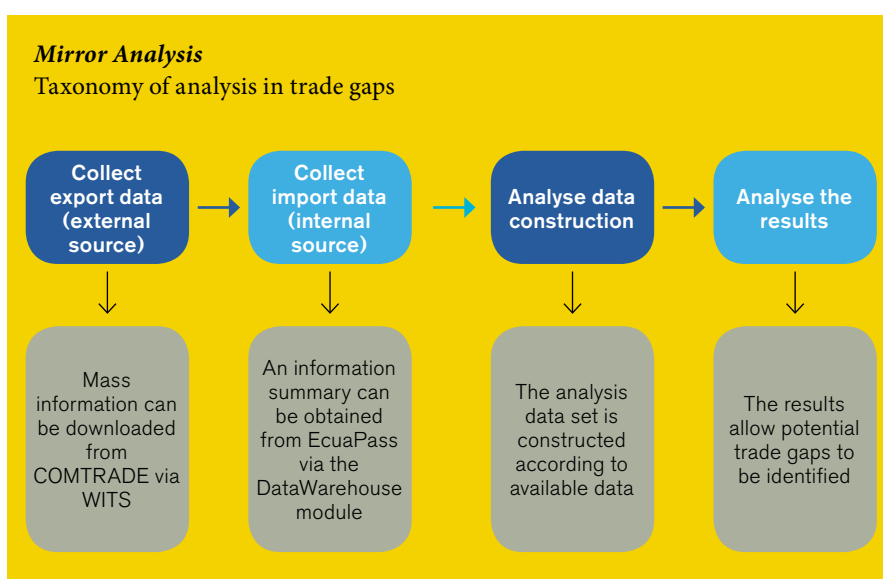 Mirror Analysis
Taxonomy of analysis in trade gaps
Collect
export data
(external
source)
Collect
import data
(internal
source)
Analyse data
construction
Analyse the
results
Mass
information can
be downloaded
from
COMTRADE via
WITS
An information
summary can
be obtained
from EcuaPass
via the
DataWarehouse
module
The analysis
data set is
constructed
according to
available data
The results
allow potential
trade gaps to
be identified